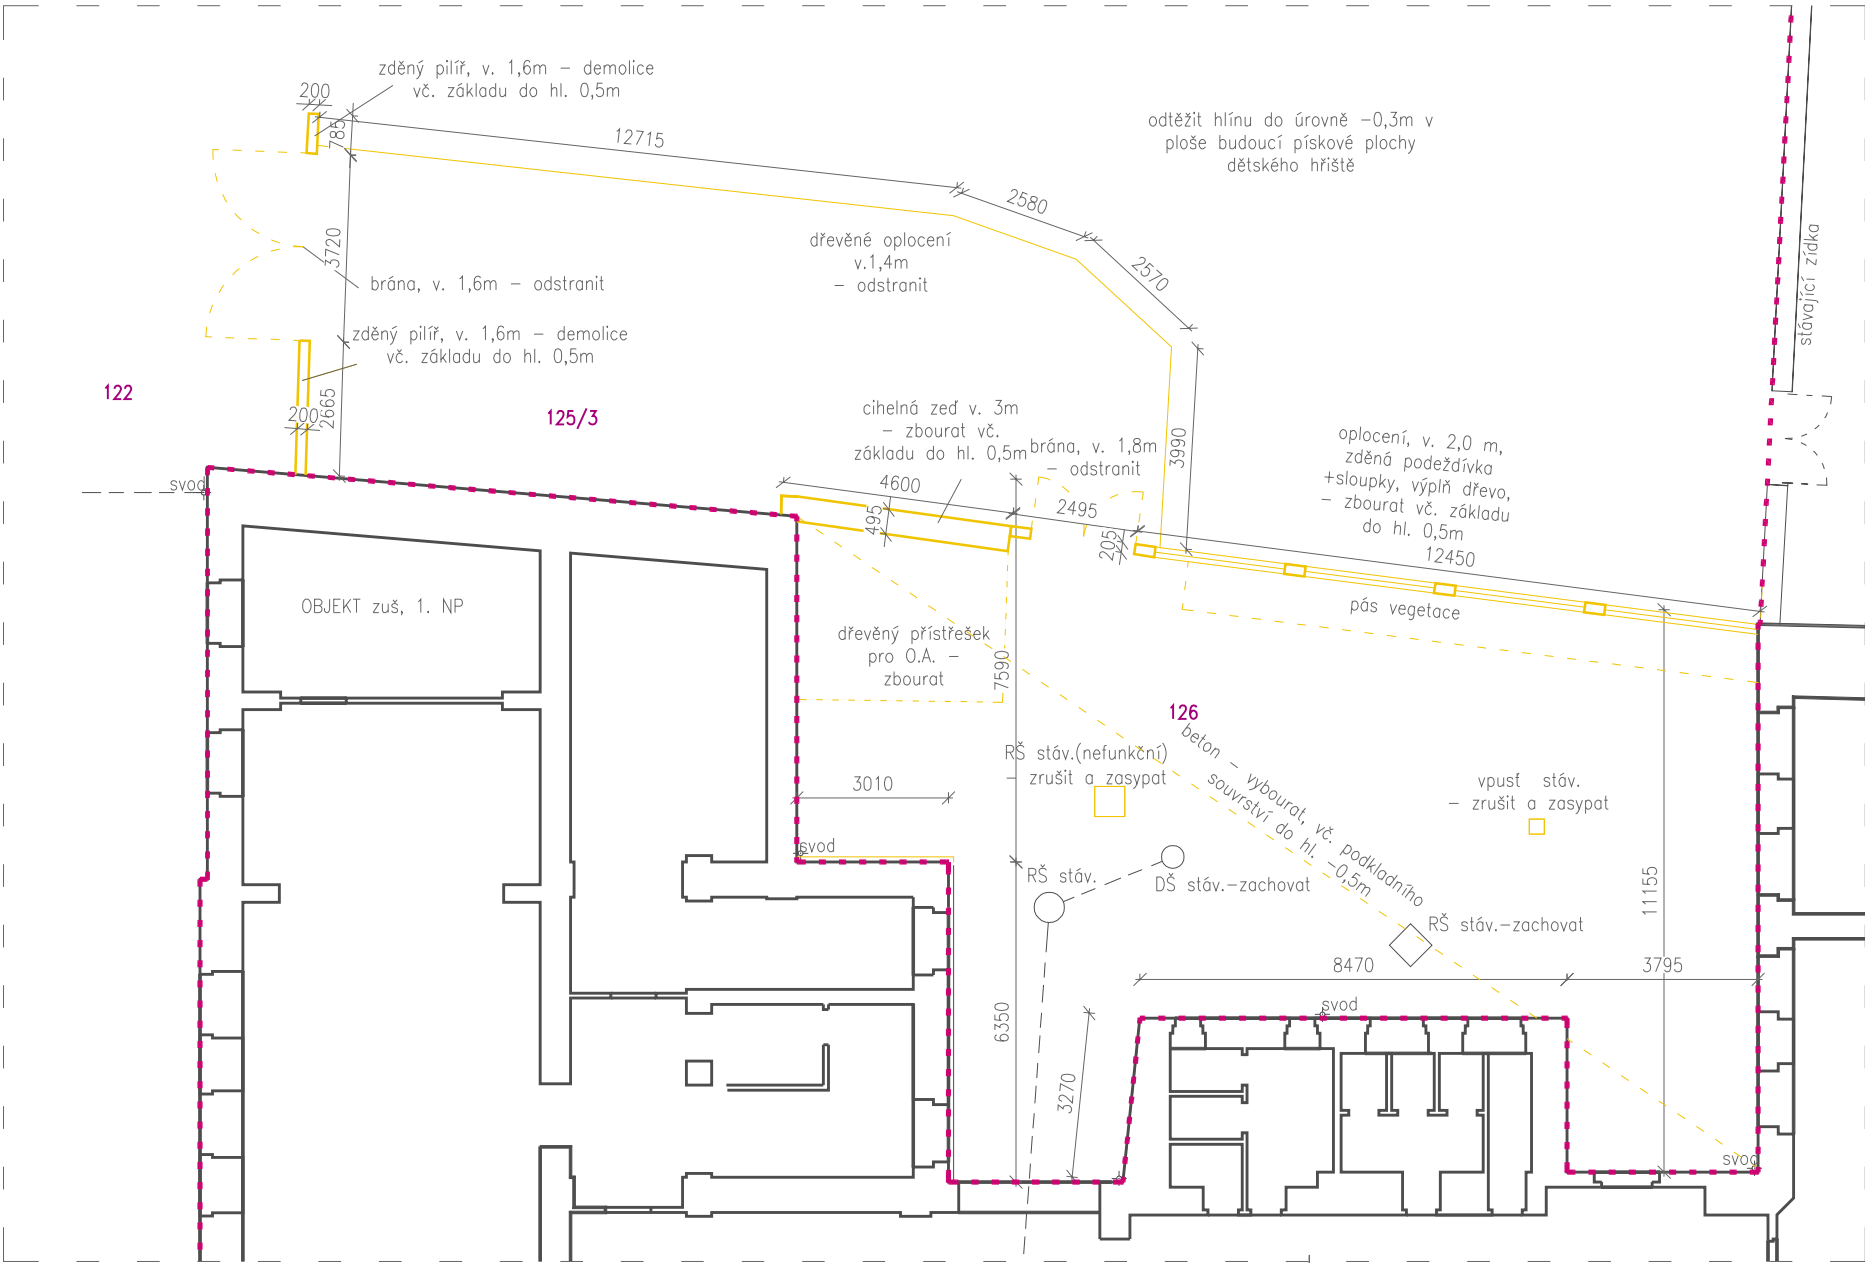 zděný pilíř, v. 1,6m – demolice
vč. základu do hl. 0,5m
200
785
12715
2580
2570
odtěžit hlínu do úrovně –0,3m v
ploše budoucí pískové plochy
dětského hřiště
3720
dřevěné oplocení
v.1,4m
– odstranit
stávající zídka
brána, v. 1,6m – odstranit
zděný pilíř, v. 1,6m – demolice
vč. základu do hl. 0,5m
122
200
2665
125/3
cihelná zeď v. 3m
– zbourat vč.
základu do hl. 0,5m
brána, v. 1,8m
– odstranit
3990
oplocení, v. 2,0 m,
zděná podeždívka
+sloupky, výplň dřevo,
– zbourat vč. základu
do hl. 0,5m
svod
4600
495
2495
205
12450
OBJEKT zuš, 1. NP
pás vegetace
dřevěný přístřešek
pro O.A. –
zbourat
7590
126
beton – vybourat, vč. podkladního
souvrství do hl. –0,5m
RŠ stáv.(nefunkční)
– zrušit a zasypat
vpusť stáv.
– zrušit a zasypat
3010
svod
RŠ stáv.
DŠ stáv.–zachovat
11155
RŠ stáv.–zachovat
8470
3795
6350
svod
3270
svod